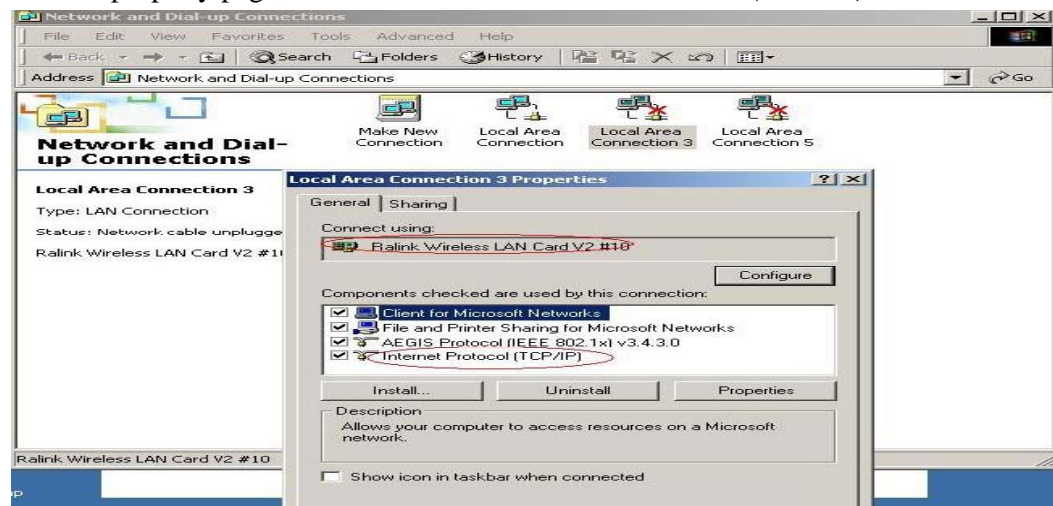 Network and Dial-up Connections
File Edit View Favorites Tools Advanced Help
Back Search Folders History
Address Network and Dial-up Connections Go
Network and Dial-up Connections
Make New Connection
Local Area Connection
Local Area Connection 3
Local Area Connection 5
Local Area Connection 3
Type: LAN Connection
Status: Network cable unplugge
Ralink Wireless LAN Card V2 #1
Local Area Connection 3 Properties
General Sharing
Connect using:
Ralink Wireless LAN Card V2 #10
Configure
Components checked are used by this connection:
Client for Microsoft Networks
File and Printer Sharing for Microsoft Networks
AEGIS Protocol (IEEE 802.1x) v3.4.3.0
Internet Protocol (TCP/IP)
Install... Uninstall Properties
Description
Allows your computer to access resources on a Microsoft
network.
Show icon in taskbar when connected
Ralink Wireless LAN Card V2 #10